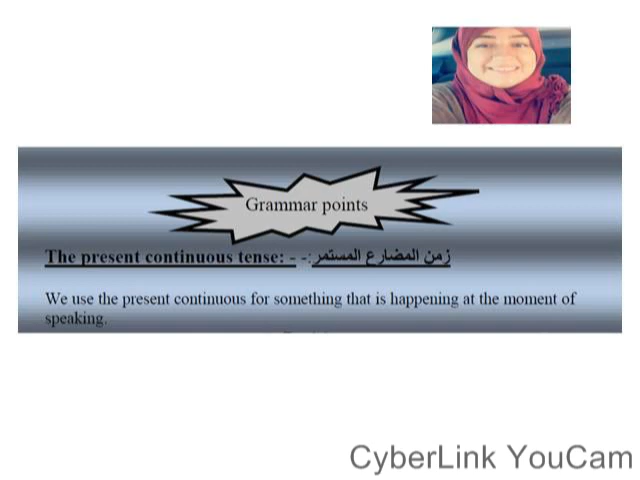 Grammar points
The present continuous tense: - -: زمن المضارع المستمر:-
We use the present continuous for something that is happening at the moment of
speaking.
CyberLink YouCam